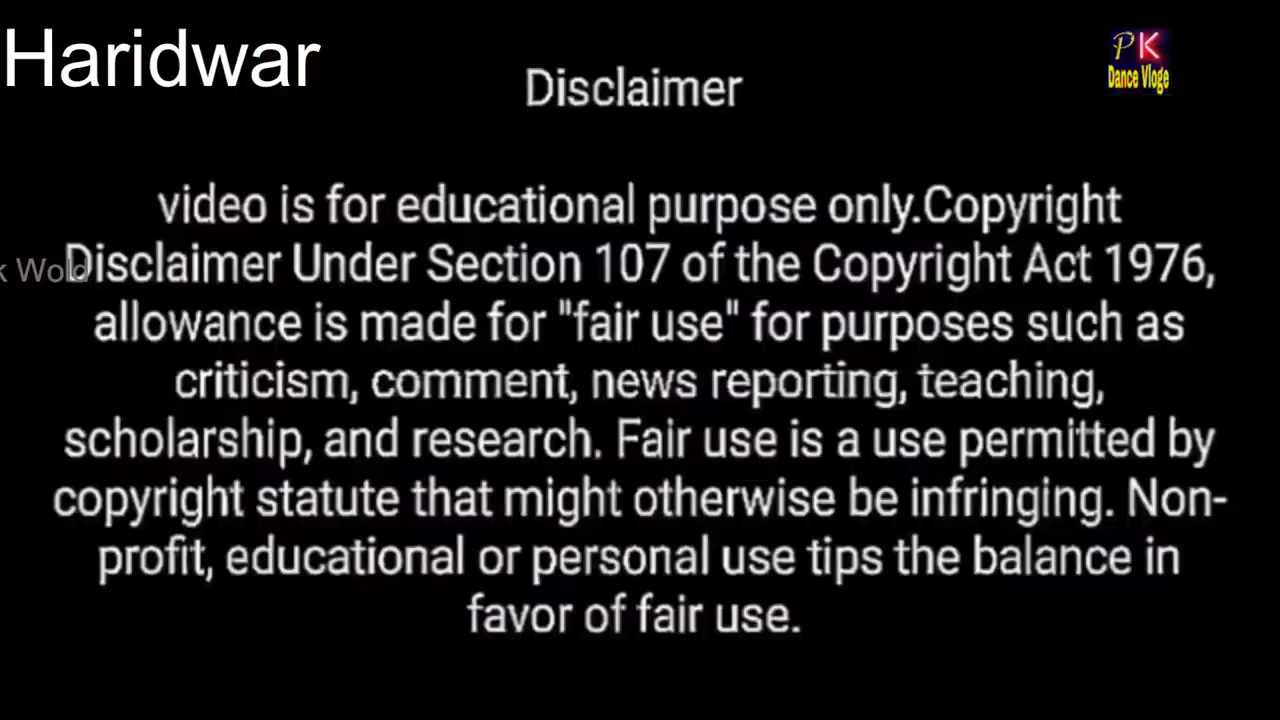 Haridwar
PK
Dance Vloge
Disclaimer
video is for educational purpose only.Copyright
k Wold
Disclaimer Under Section 107 of the Copyright Act 1976,
allowance is made for "fair use" for purposes such as
criticism, comment, news reporting, teaching,
scholarship, and research. Fair use is a use permitted by
copyright statute that might otherwise be infringing. Non-
profit, educational or personal use tips the balance in
favor of fair use.